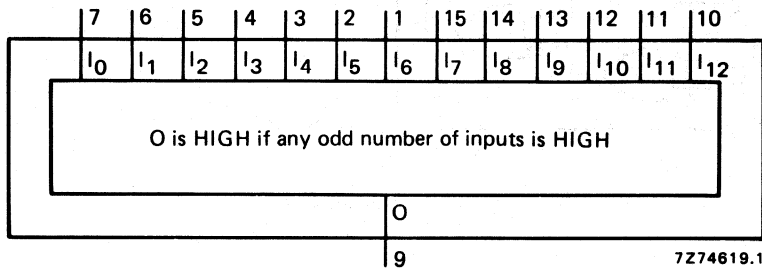 7 6 5 4 3 2 1 15 14 13 12 11 10
I0 I1 I2 I3 I4 I5 I6 I7 I8 I9 I10 I11 I12
O is HIGH if any odd number of inputs is HIGH
O
9
7Z74619.1